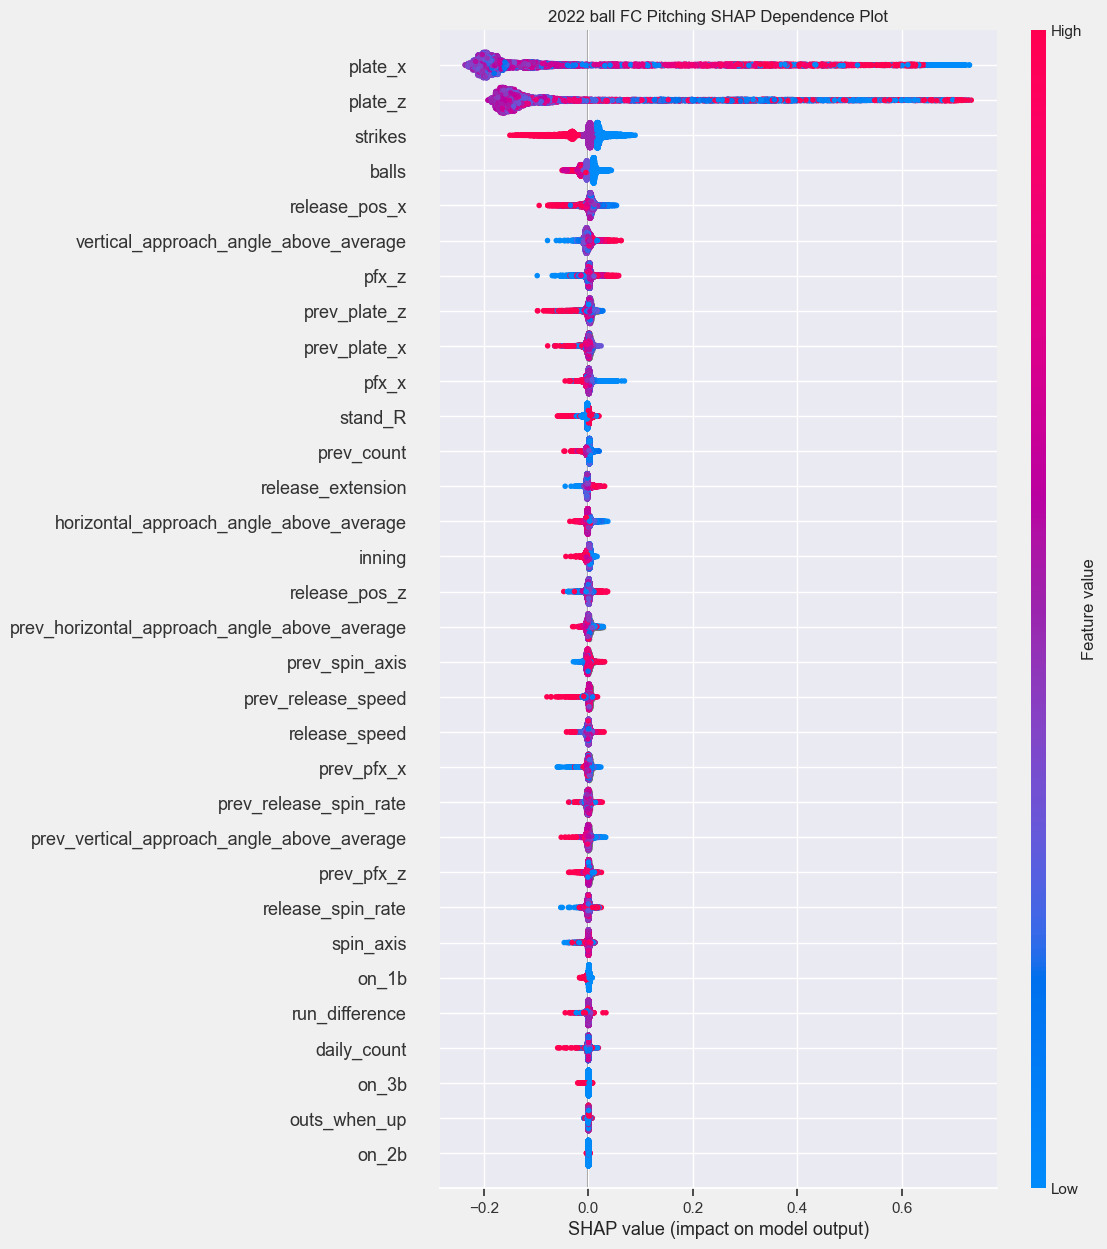 2022 ball FC Pitching SHAP Dependence Plot
High
plate_x
plate_z
strikes
balls
release_pos_x
vertical_approach_angle_above_average
pfx_z
prev_plate_z
prev_plate_x
pfx_x
stand_R
prev_count
release_extension
horizontal_approach_angle_above_average
inning
release_pos_z
prev_horizontal_approach_angle_above_average
prev_spin_axis
prev_release_speed
release_speed
prev_pfx_x
prev_release_spin_rate
prev_vertical_approach_angle_above_average
prev_pfx_z
release_spin_rate
spin_axis
on_1b
run_difference
daily_count
on_3b
outs_when_up
on_2b
Feature value
Low
−0.2 0.0 0.2 0.4 0.6
SHAP value (impact on model output)